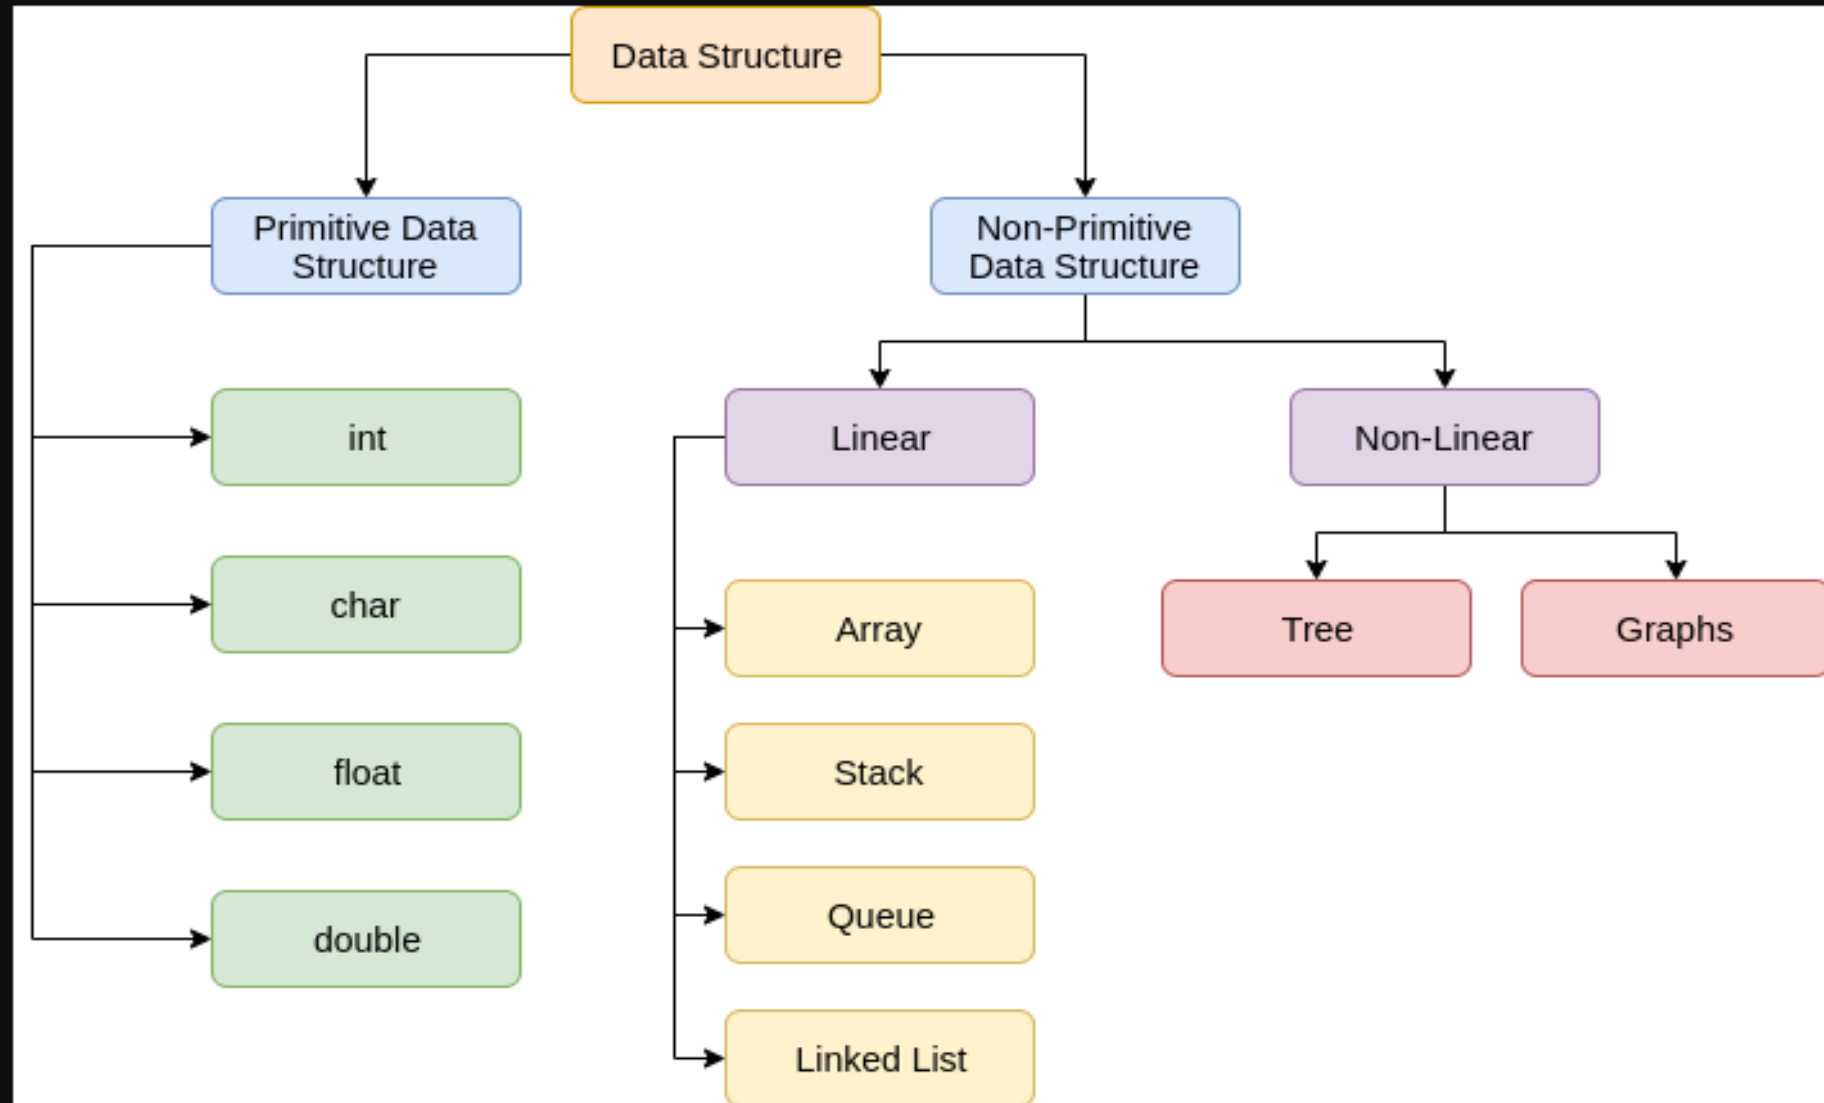 Data Structure
Primitive Data
Structure
Non-Primitive
Data Structure
int
Linear
Non-Linear
char
Array
Tree
Graphs
float
Stack
Queue
double
Linked List